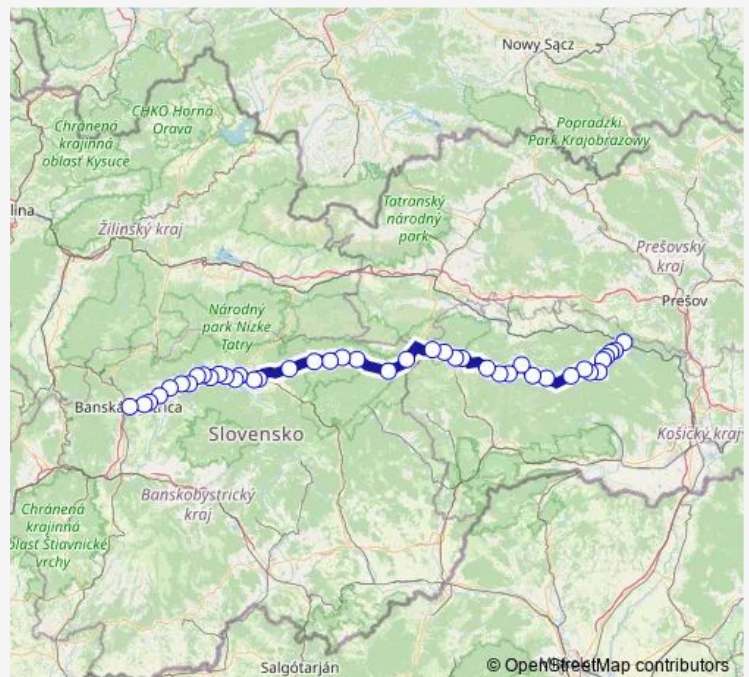 Nowy Sącz
CHKO Horná
Orava
Chránená
krajinná
oblasť Kysuce
Popradzki
Park Krajobrazowy
Tatranský
národný
park
lina
Žilinský kraj
Prešovský
kraj
Prešov
Národný
park Nízke
Tatry
Banská
trica
Slovensko
Košický kraj
Banskobystrický
kraj
Chránená
krajinná
oblasť Štiavnické
vrchy
Salgótarján
© OpenStreetMap contributors